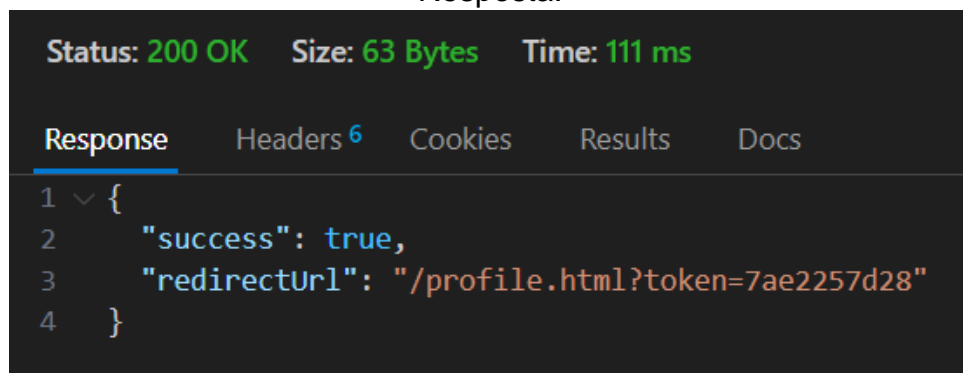 Resposta:
Status: 200 OK Size: 63 Bytes Time: 111 ms
Response Headers 6 Cookies Results Docs
1 {
2 "success": true,
3 "redirectUrl": "/profile.html?token=7ae2257d28"
4 }